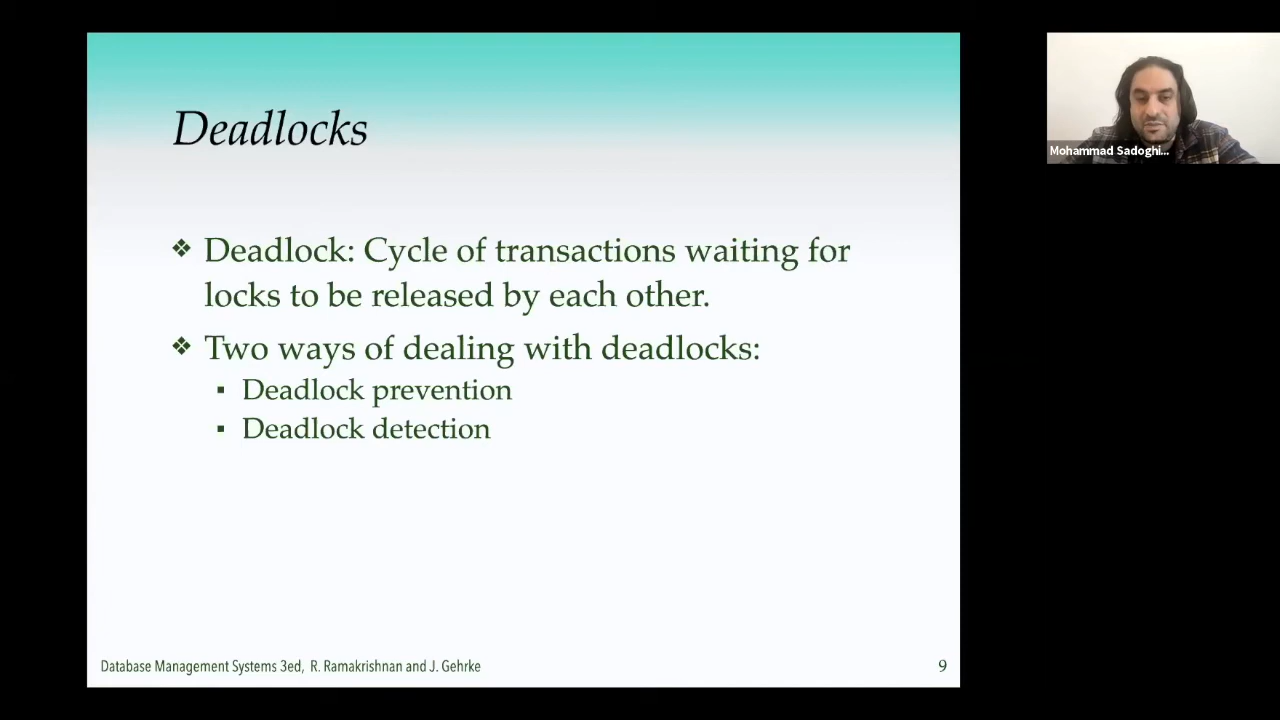 Deadlocks
❖ Deadlock: Cycle of transactions waiting for
locks to be released by each other.
❖ Two ways of dealing with deadlocks:
▪ Deadlock prevention
▪ Deadlock detection
Database Management Systems 3ed, R. Ramakrishnan and J. Gehrke
9
Mohammad Sadoghi...